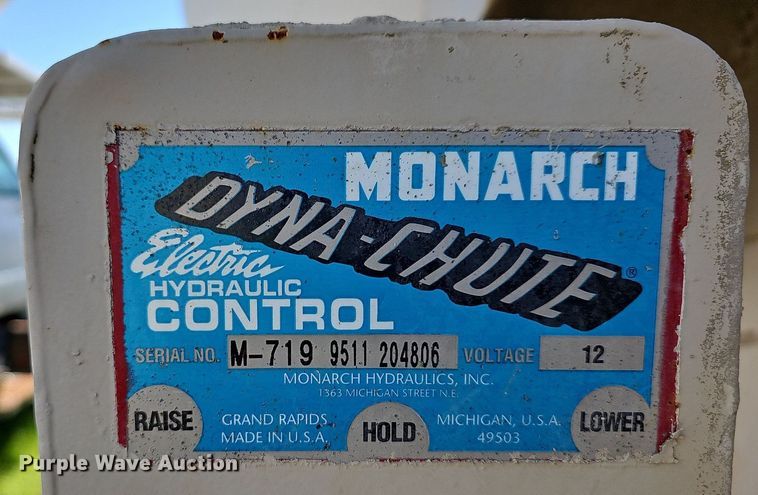 MONARCH
DYNA-CHUTE®
Electric
HYDRAULIC
CONTROL
SERIAL NO. M-719 9511 204806 VOLTAGE 12
MONARCH HYDRAULICS, INC.
1363 MICHIGAN STREET N.E.
RAISE GRAND RAPIDS HOLD MICHIGAN, U.S.A. LOWER
MADE IN U.S.A. 49503
Purple Wave Auction